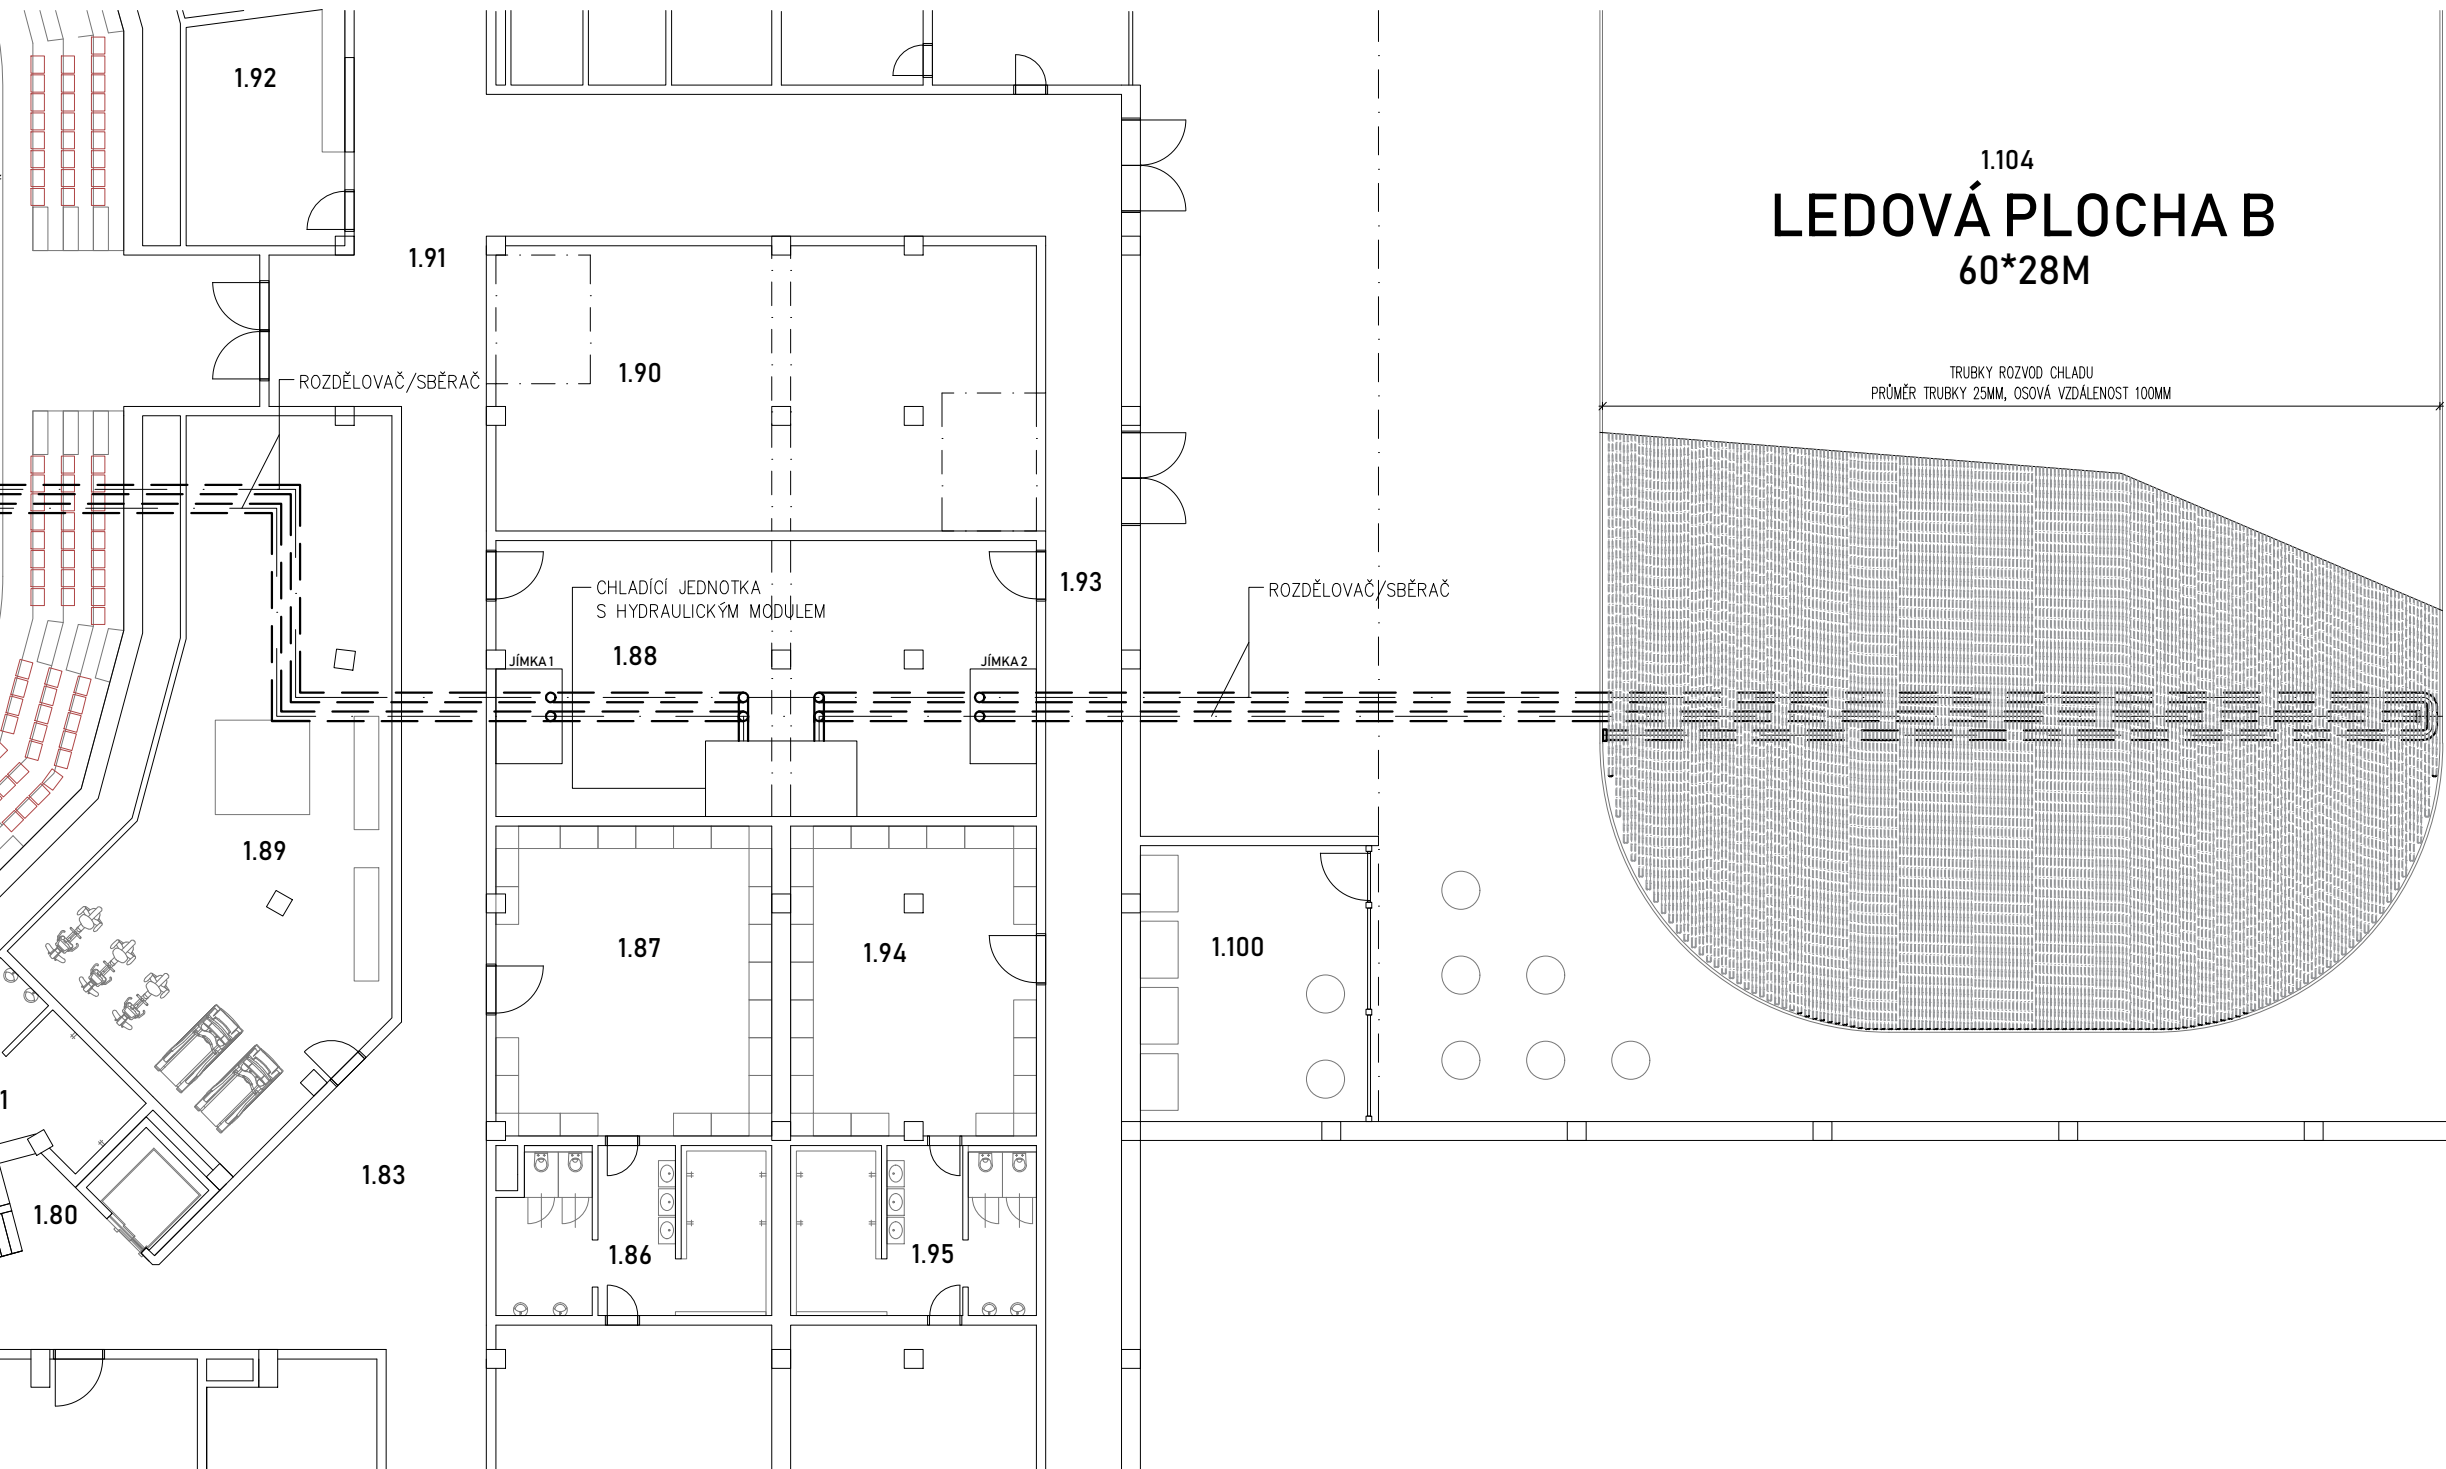 1.92
1.104
LEDOVÁ PLOCHA B
60*28M
1.91
1.90
ROZDĚLOVAČ/SBĚRAČ
TRUBKY ROZVOD CHLADU
PRŮMĚR TRUBKY 25MM, OSOVÁ VZDÁLENOST 100MM
CHLADÍCÍ JEDNOTKA
S HYDRAULICKÝM MODULEM
1.93
ROZDĚLOVAČ/SBĚRAČ
1.88
JÍMKA 1
JÍMKA 2
1.89
1.87
1.94
1.100
1
1.83
1.80
1.86
1.95